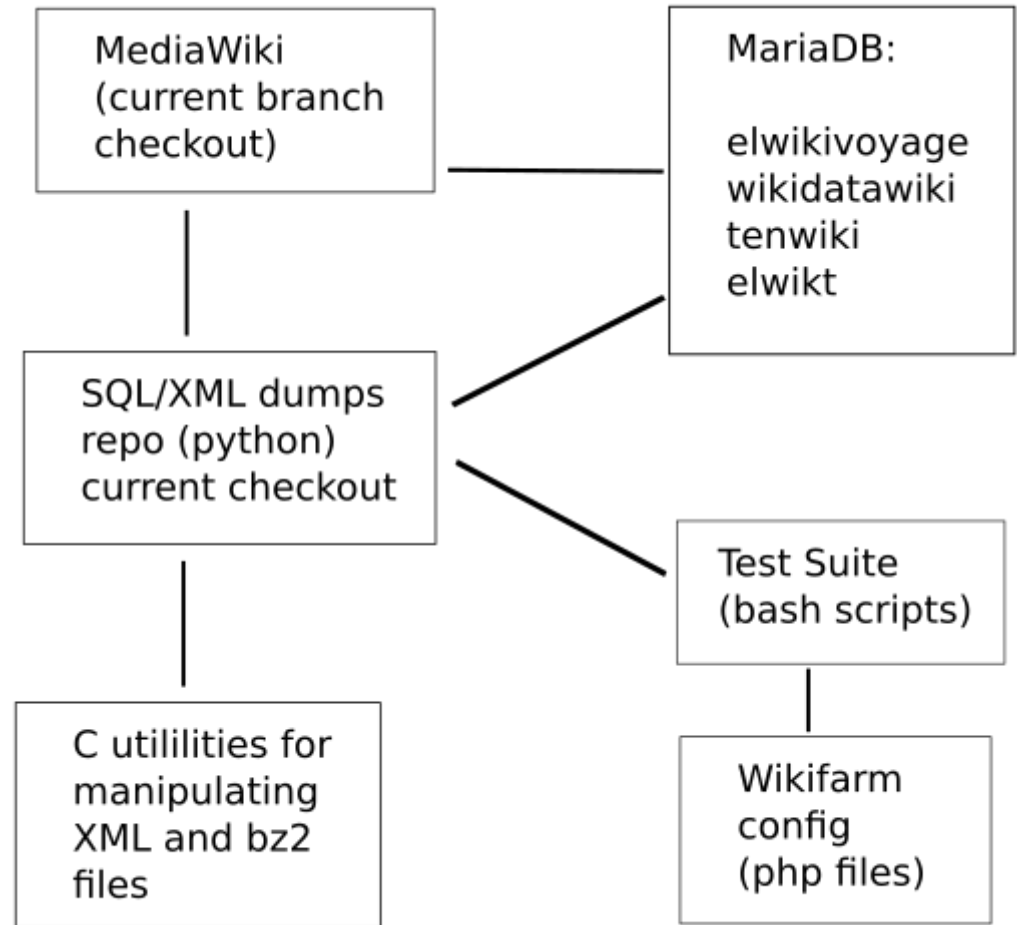 MediaWiki
(current branch
checkout)
MariaDB:
elwikivoyage
wikidatawiki
tenwiki
elwikt
SQL/XML dumps
repo (python)
current checkout
Test Suite
(bash scripts)
C utililities for
manipulating
XML and bz2
files
Wikifarm
config
(php files)